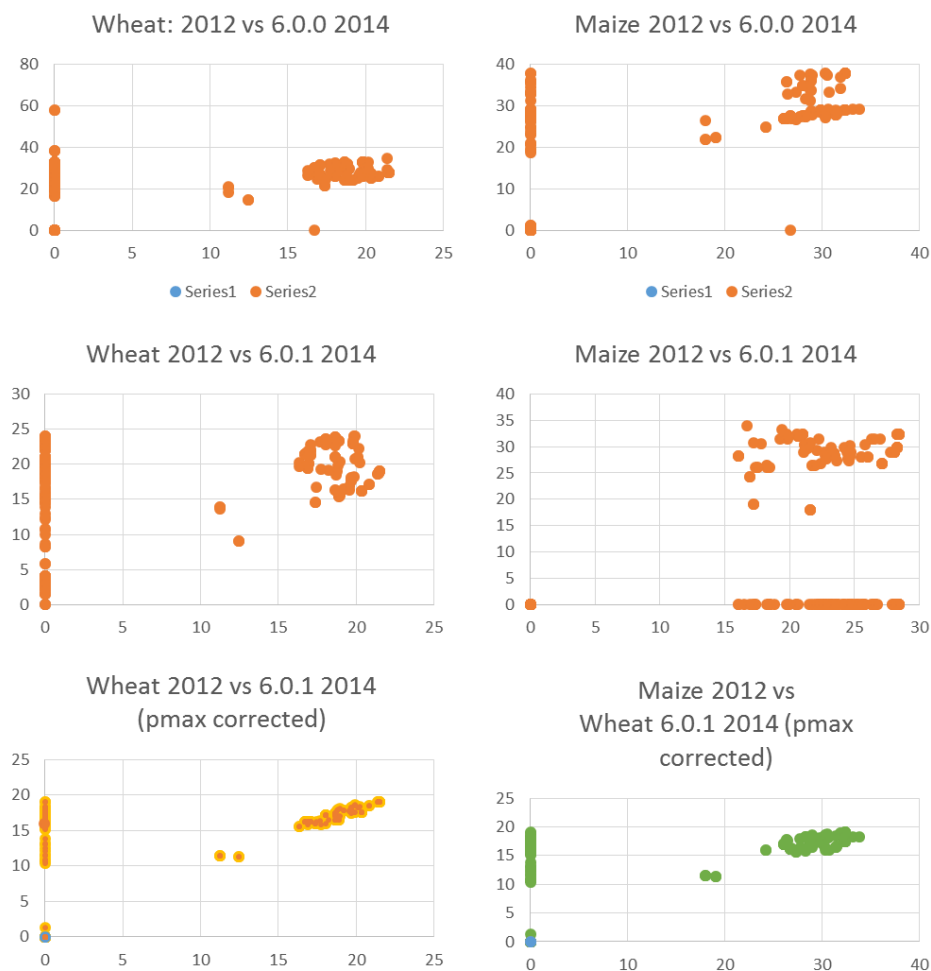 Wheat: 2012 vs 6.0.0 2014
80
60
40
20
0
0 5 10 15 20 25
Series1 Series2
Maize 2012 vs 6.0.0 2014
40
35
30
25
20
15
10
5
0
0 10 20 30 40
Series1 Series2
Wheat 2012 vs 6.0.1 2014
30
25
20
15
10
5
0
0 5 10 15 20 25
Maize 2012 vs 6.0.1 2014
40
35
30
25
20
15
10
5
0
0 5 10 15 20 25 30
Wheat 2012 vs 6.0.1 2014
(pmax corrected)
25
20
15
10
5
0
0 5 10 15 20 25
Maize 2012 vs
Wheat 6.0.1 2014 (pmax
corrected)
25
20
15
10
5
0
0 10 20 30 40